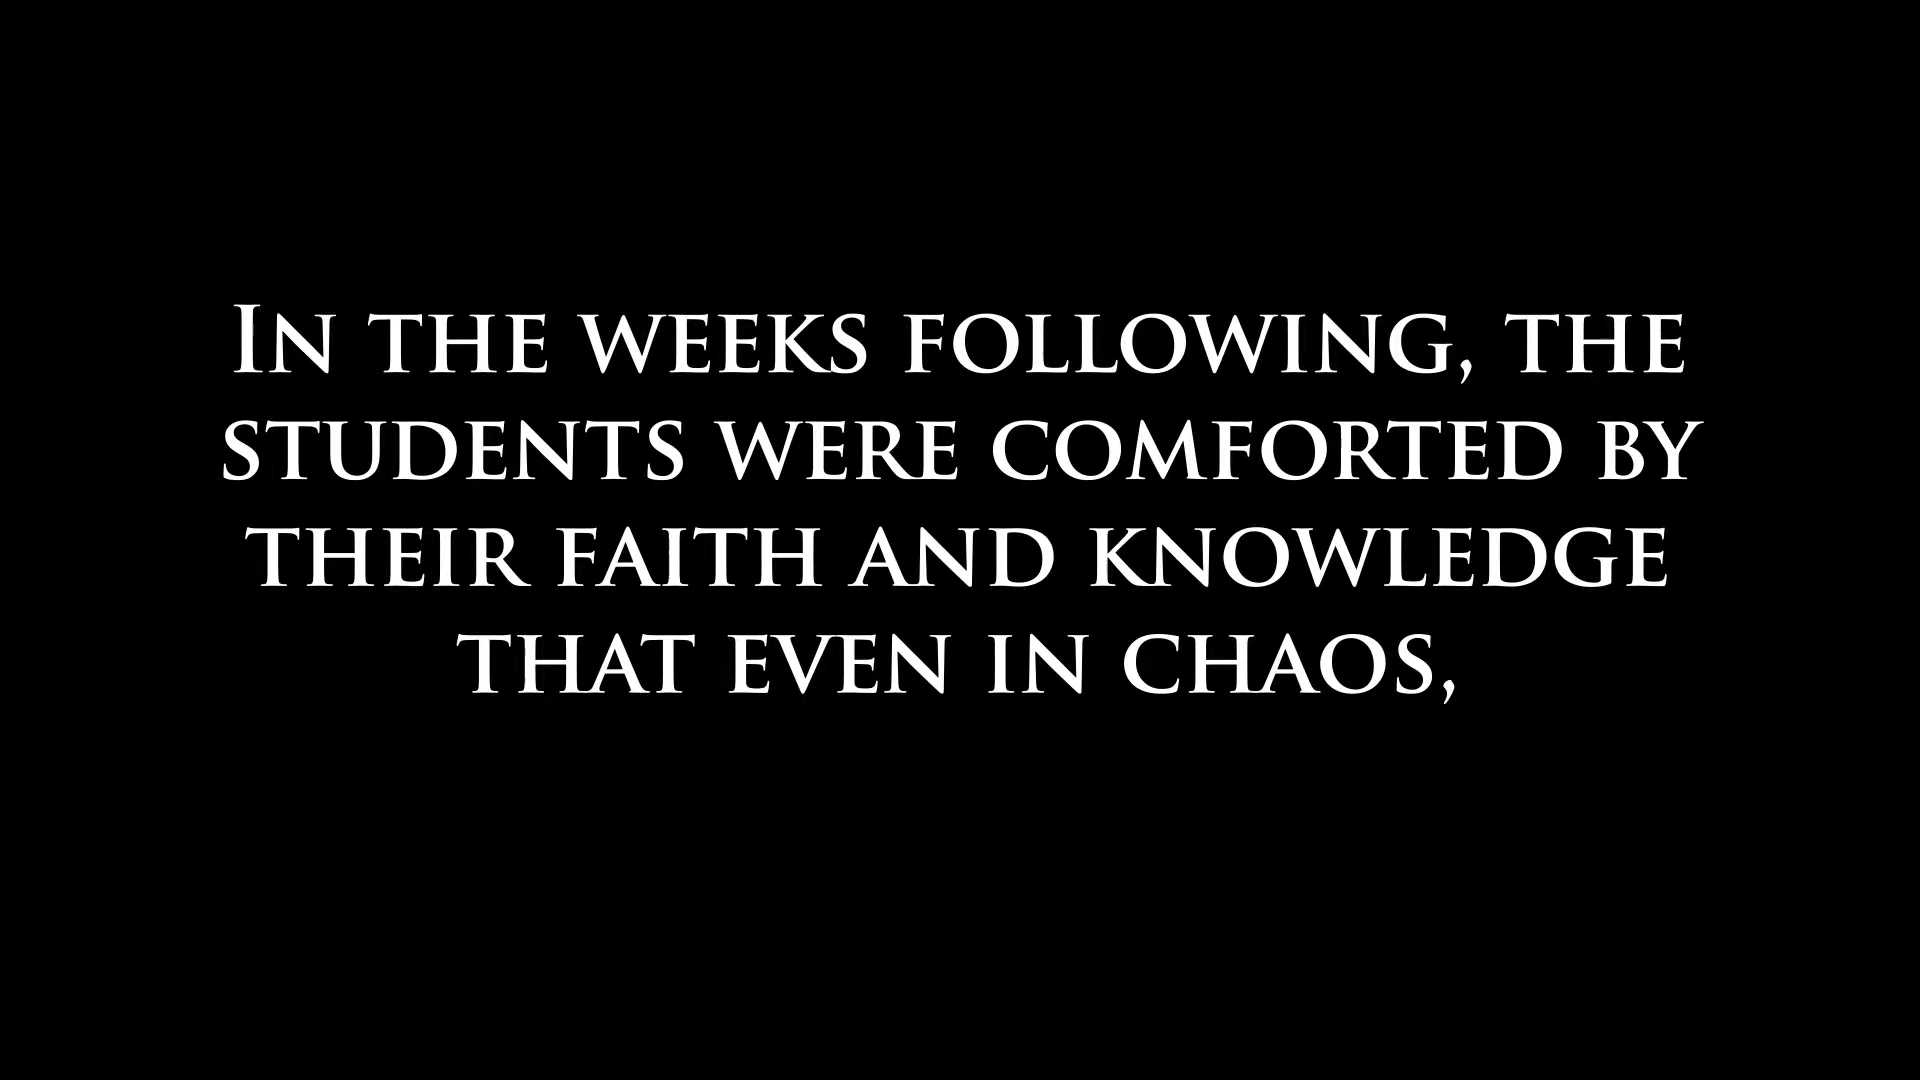 In the weeks following, the
students were comforted by
their faith and knowledge
that even in chaos,